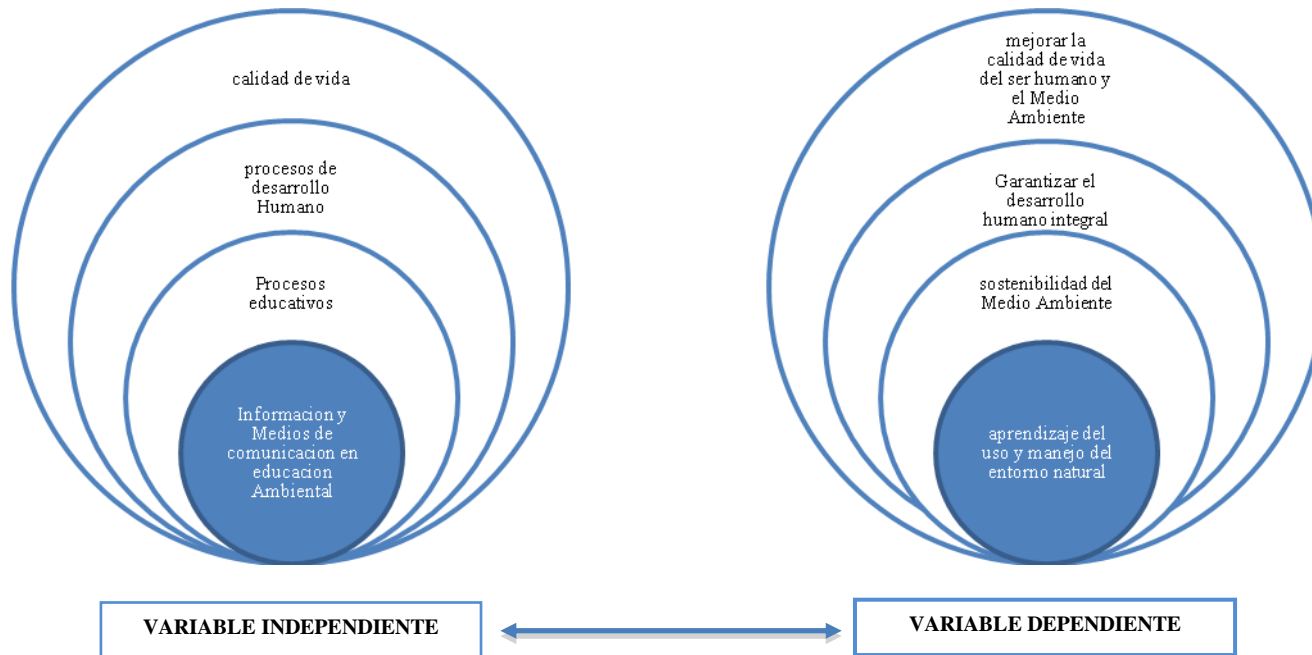 calidad de vida
procesos de
desarrollo
Humano
Procesos
educativos
Informacion y
Medios de
comunicacion en
educacion
Ambiental
VARIABLE INDEPENDIENTE
mejorar la
calidad de vida
del ser humano y
el Medio
Ambiente
Garantizar el
desarrollo
humano integral
sostenibilidad del
Medio Ambiente
aprendizaje del
uso y manejo del
entorno natural
VARIABLE DEPENDIENTE